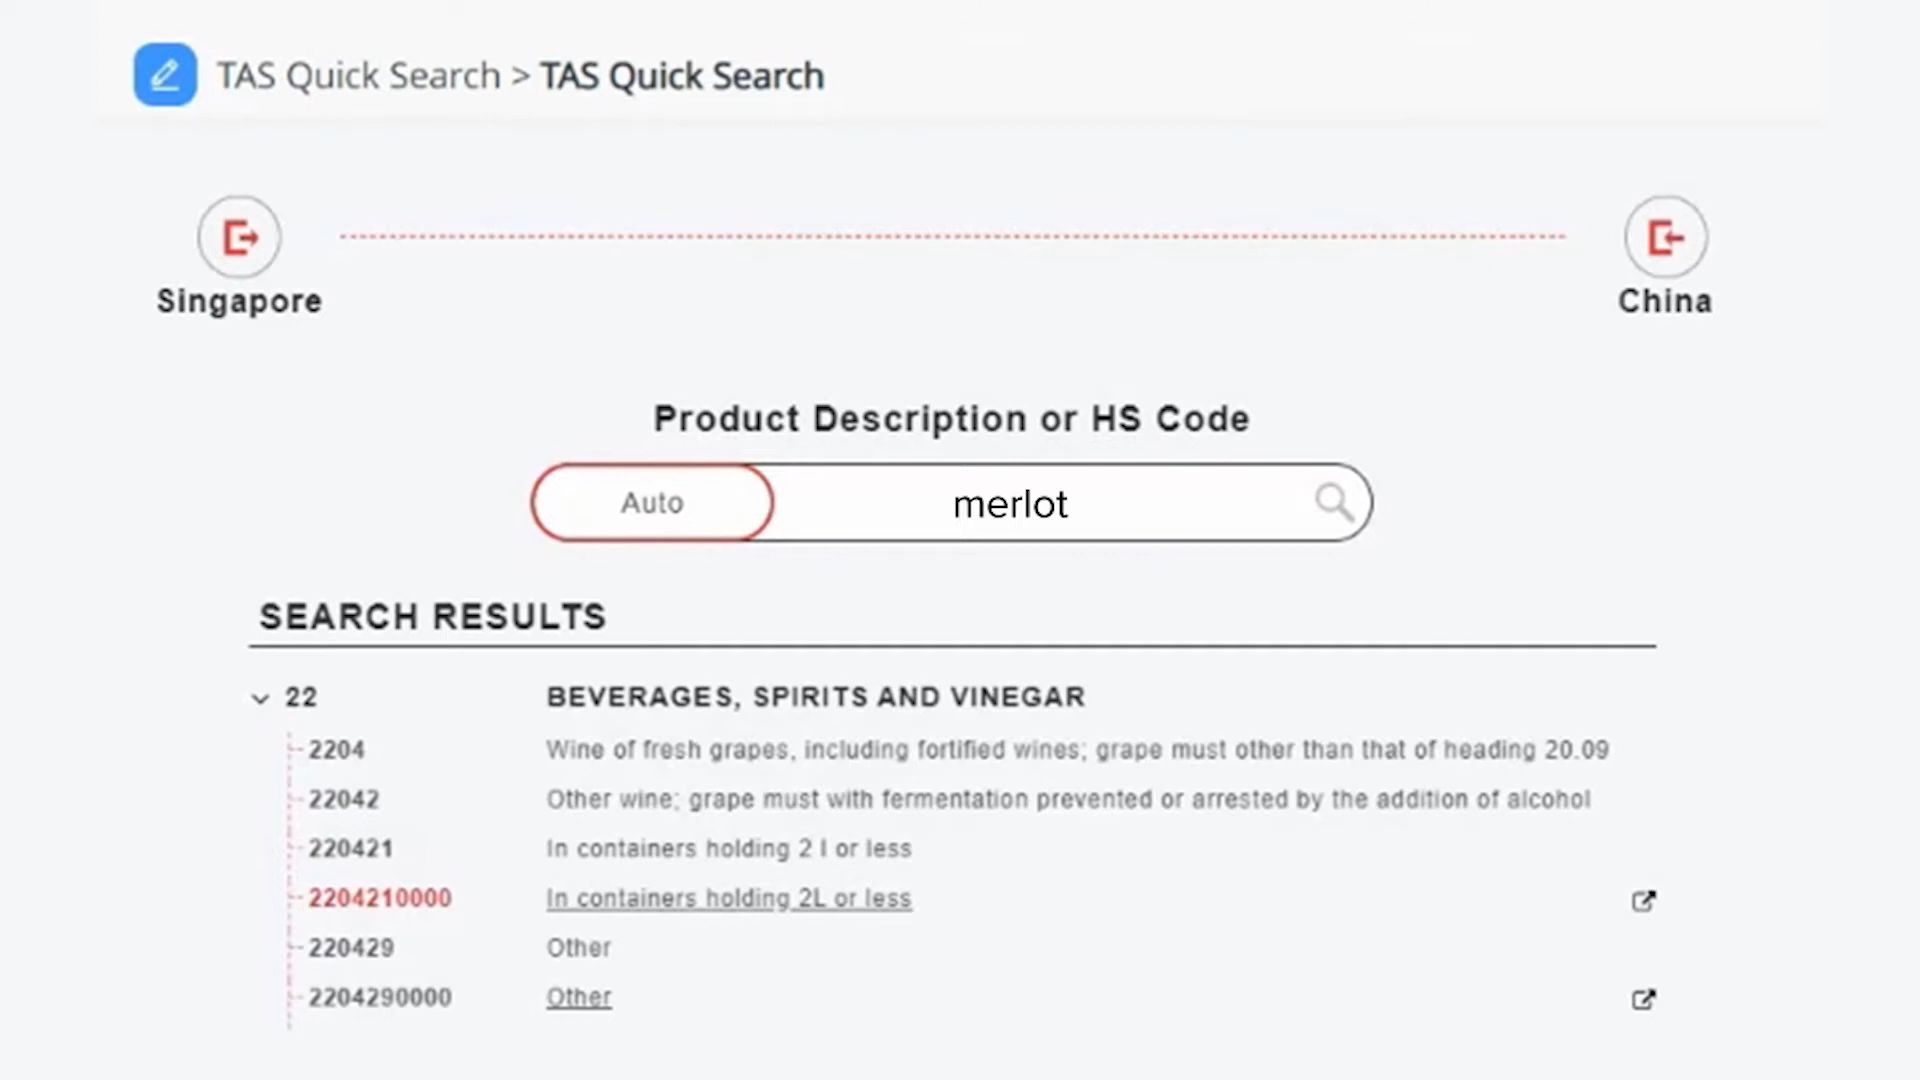 TAS Quick Search > TAS Quick Search
Singapore
China
Product Description or HS Code
Auto
merlot
SEARCH RESULTS
22 BEVERAGES, SPIRITS AND VINEGAR
2204 Wine of fresh grapes, including fortified wines; grape must other than that of heading 20.09
22042 Other wine; grape must with fermentation prevented or arrested by the addition of alcohol
220421 In containers holding 2 l or less
2204210000 In containers holding 2L or less
220429 Other
2204290000 Other